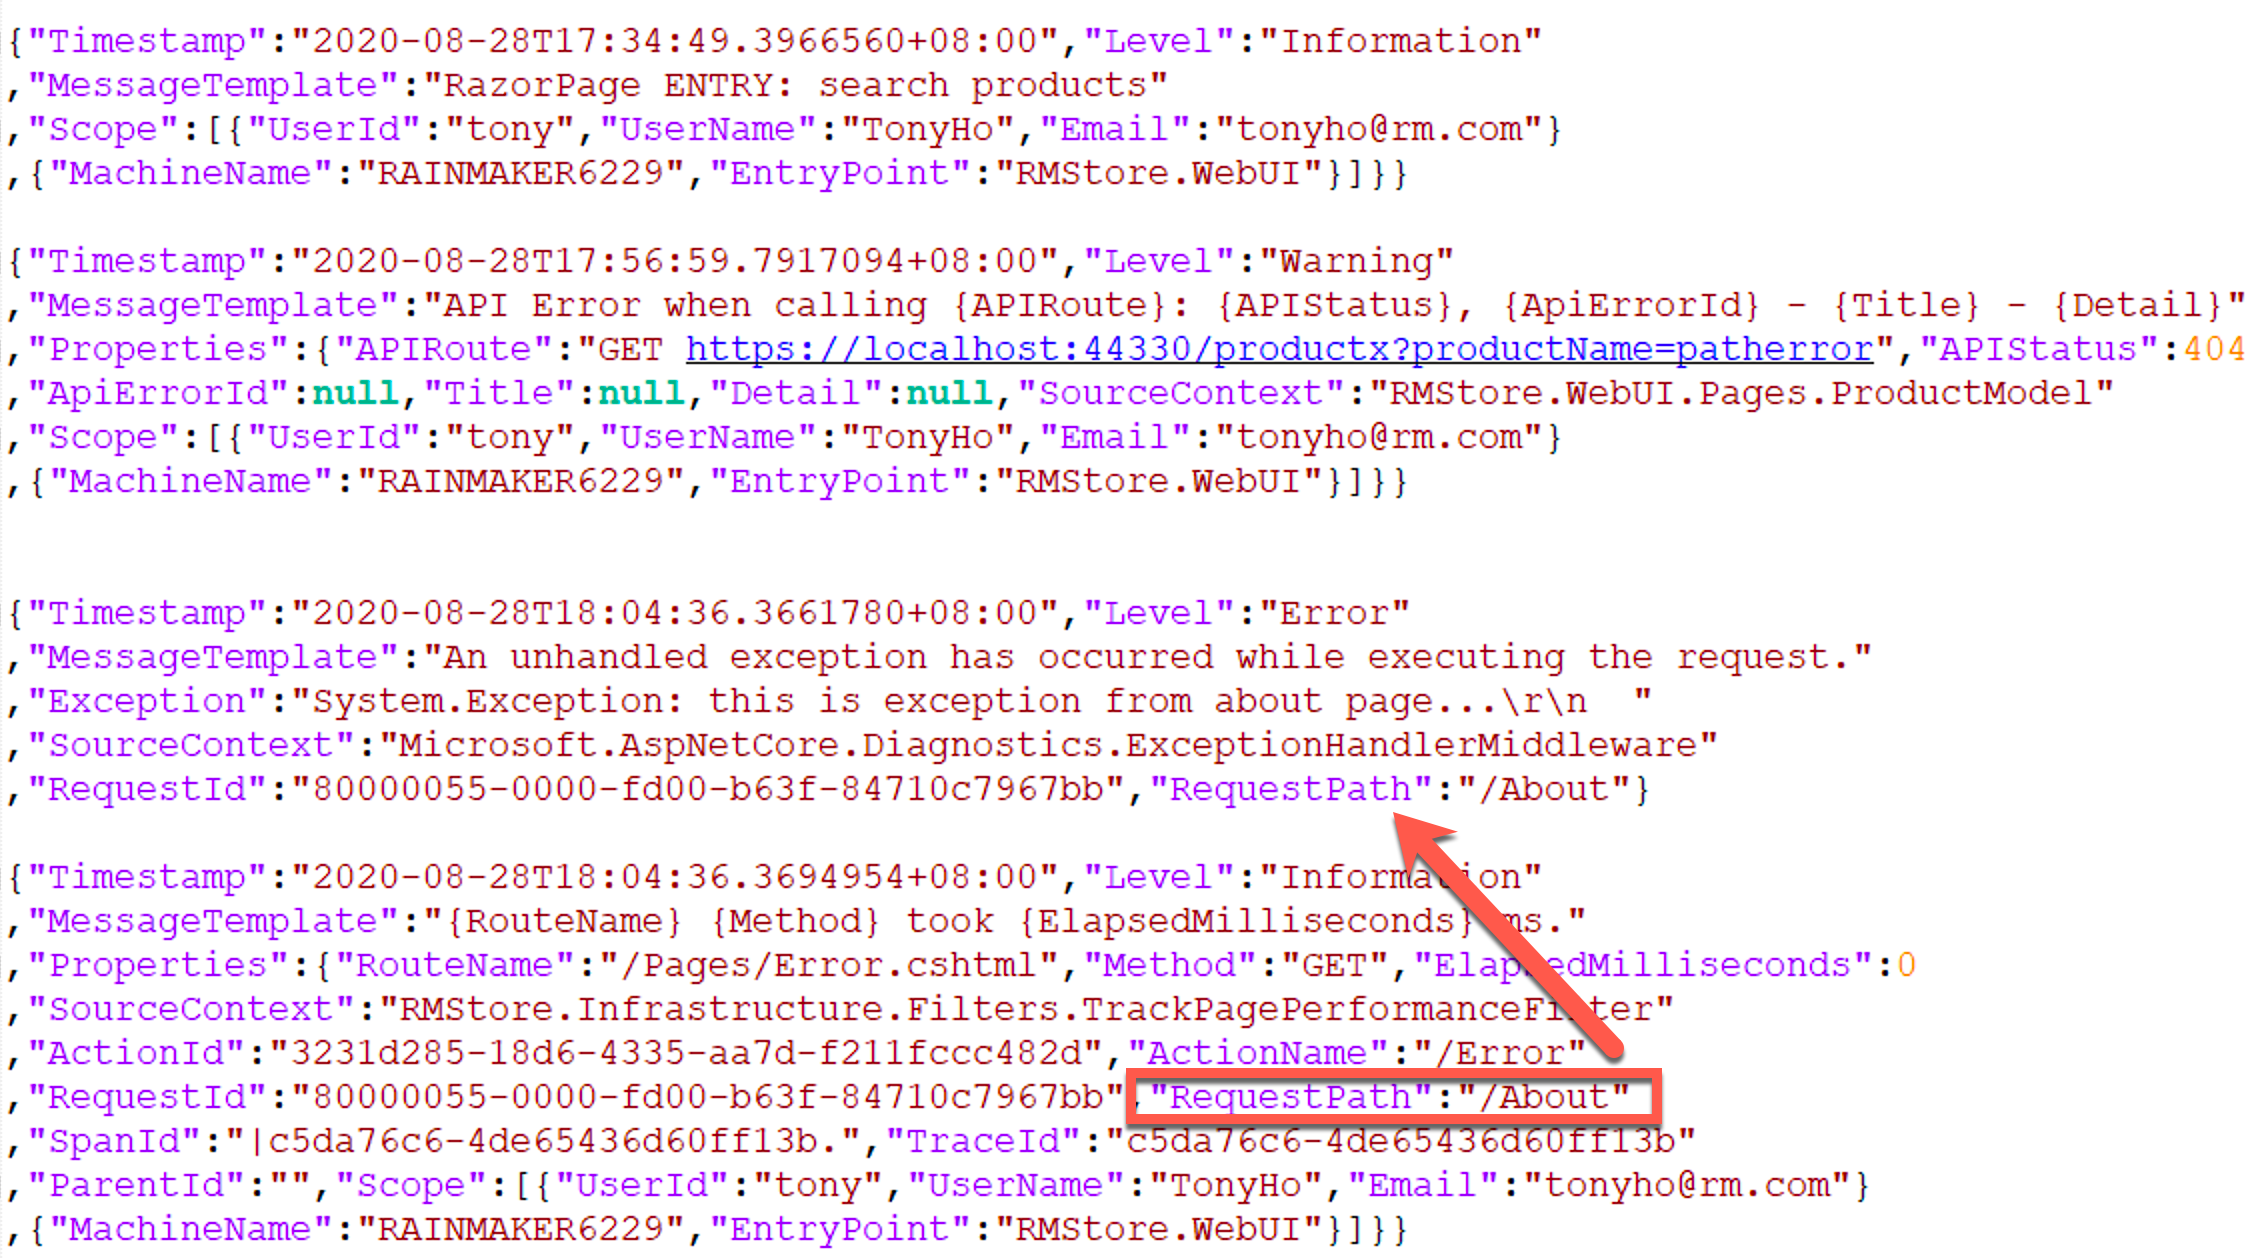 {"Timestamp":"2020-08-28T17:34:49.3966560+08:00","Level":"Information"
,"MessageTemplate":"RazorPage ENTRY: search products"
,"Scope":[{"UserId":"tony","UserName":"TonyHo","Email":"tonyho@rm.com"}
,{"MachineName":"RAINMAKER6229","EntryPoint":"RMStore.WebUI"}]}}
{"Timestamp":"2020-08-28T17:56:59.7917094+08:00","Level":"Warning"
,"MessageTemplate":"API Error when calling {APIRoute}: {APIStatus}, {ApiErrorId} - {Title} - {Detail}"
,"Properties":{"APIRoute":"GET https://localhost:44330/productx?productName=patherror","APIStatus":404
,"ApiErrorId":null,"Title":null,"Detail":null,"SourceContext":"RMStore.WebUI.Pages.ProductModel"
,"Scope":[{"UserId":"tony","UserName":"TonyHo","Email":"tonyho@rm.com"}
,{"MachineName":"RAINMAKER6229","EntryPoint":"RMStore.WebUI"}]}}
{"Timestamp":"2020-08-28T18:04:36.3661780+08:00","Level":"Error"
,"MessageTemplate":"An unhandled exception has occurred while executing the request."
,"Exception":"System.Exception: this is exception from about page...\r\n  "
,"SourceContext":"Microsoft.AspNetCore.Diagnostics.ExceptionHandlerMiddleware"
,"RequestId":"80000055-0000-fd00-b63f-84710c7967bb","RequestPath":"/About"}
{"Timestamp":"2020-08-28T18:04:36.3694954+08:00","Level":"Information"
,"MessageTemplate":"{RouteName} {Method} took {ElapsedMilliseconds} ms."
,"Properties":{"RouteName":"/Pages/Error.cshtml","Method":"GET","ElapsedMilliseconds":0
,"SourceContext":"RMStore.Infrastructure.Filters.TrackPagePerformanceFilter"
,"ActionId":"3231d285-18d6-4335-aa7d-f211fccc482d","ActionName":"/Error"
,"RequestId":"80000055-0000-fd00-b63f-84710c7967bb","RequestPath":"/About"
,"SpanId":"|c5da76c6-4de65436d60ff13b.","TraceId":"c5da76c6-4de65436d60ff13b"
,"ParentId":"","Scope":[{"UserId":"tony","UserName":"TonyHo","Email":"tonyho@rm.com"}
,{"MachineName":"RAINMAKER6229","EntryPoint":"RMStore.WebUI"}]}}